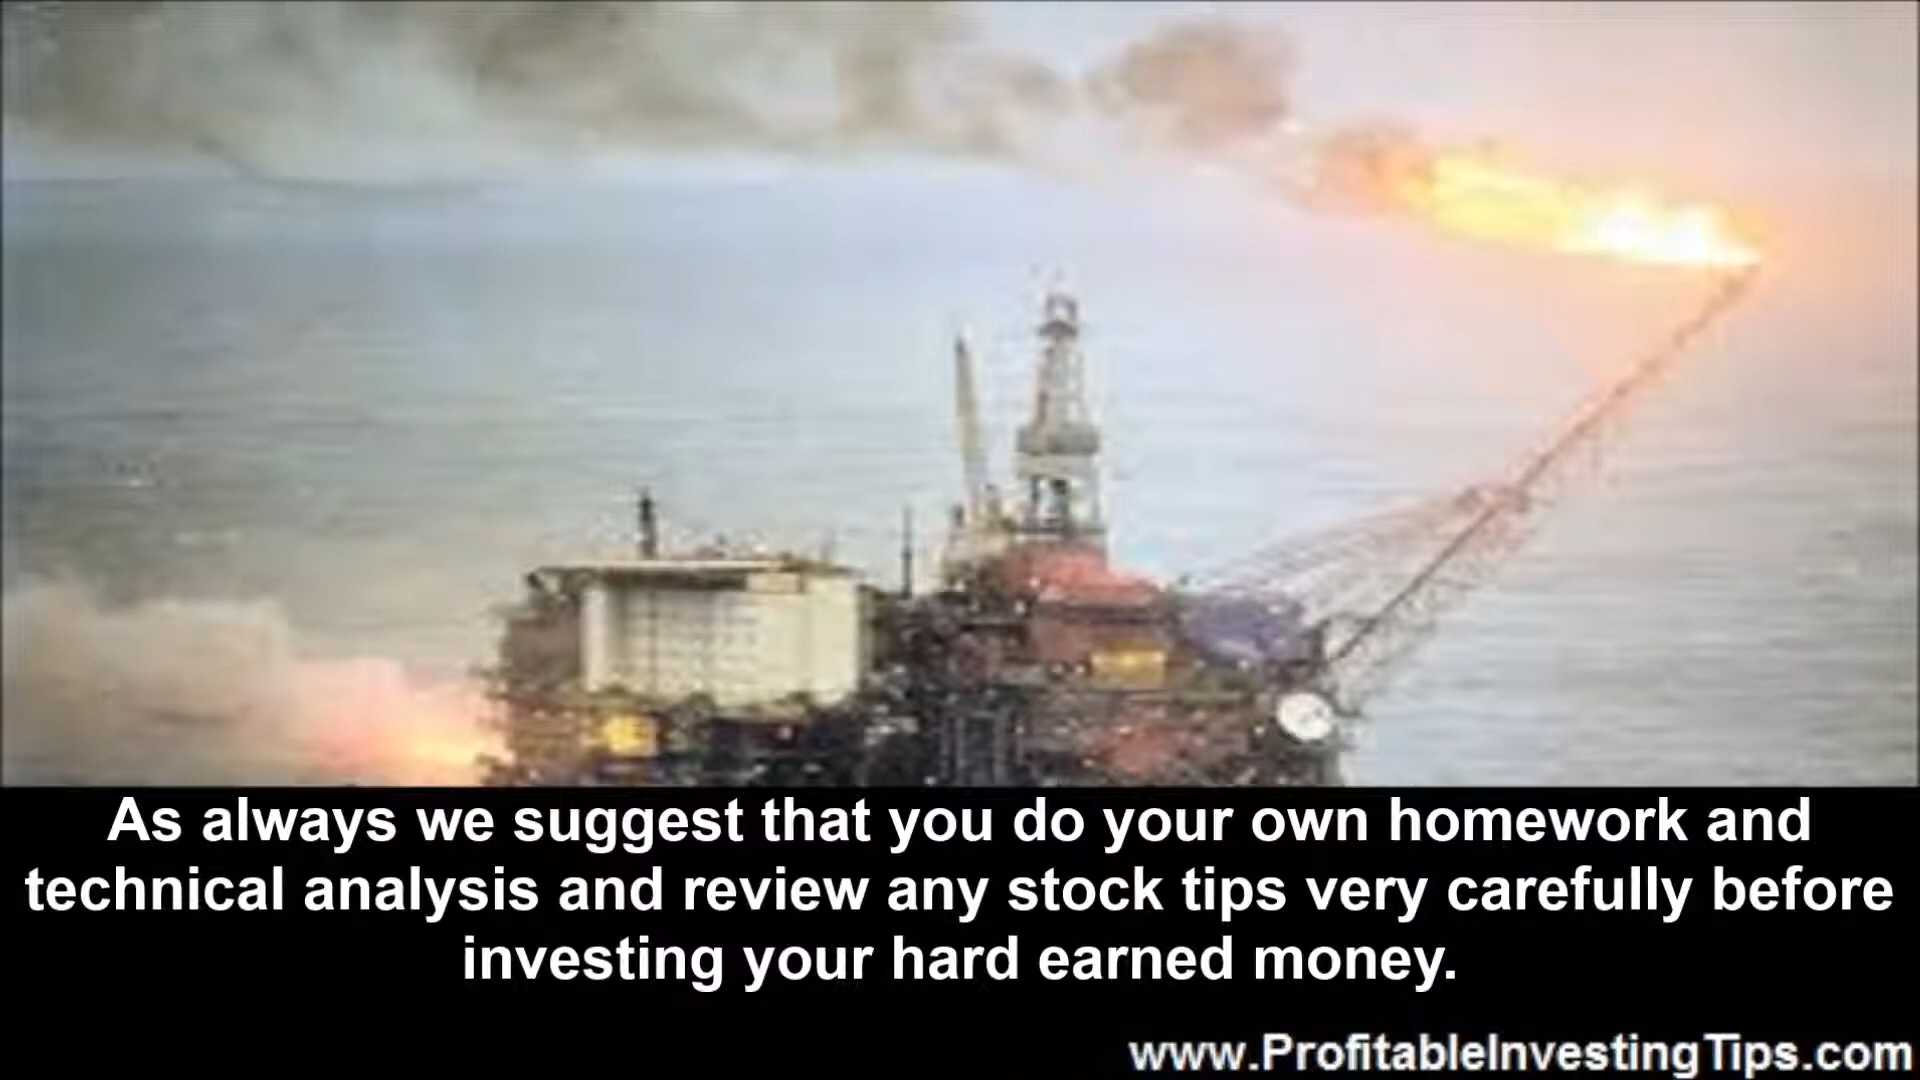 As always we suggest that you do your own homework and
technical analysis and review any stock tips very carefully before
investing your hard earned money.
www.ProfitableInvestingTips.com